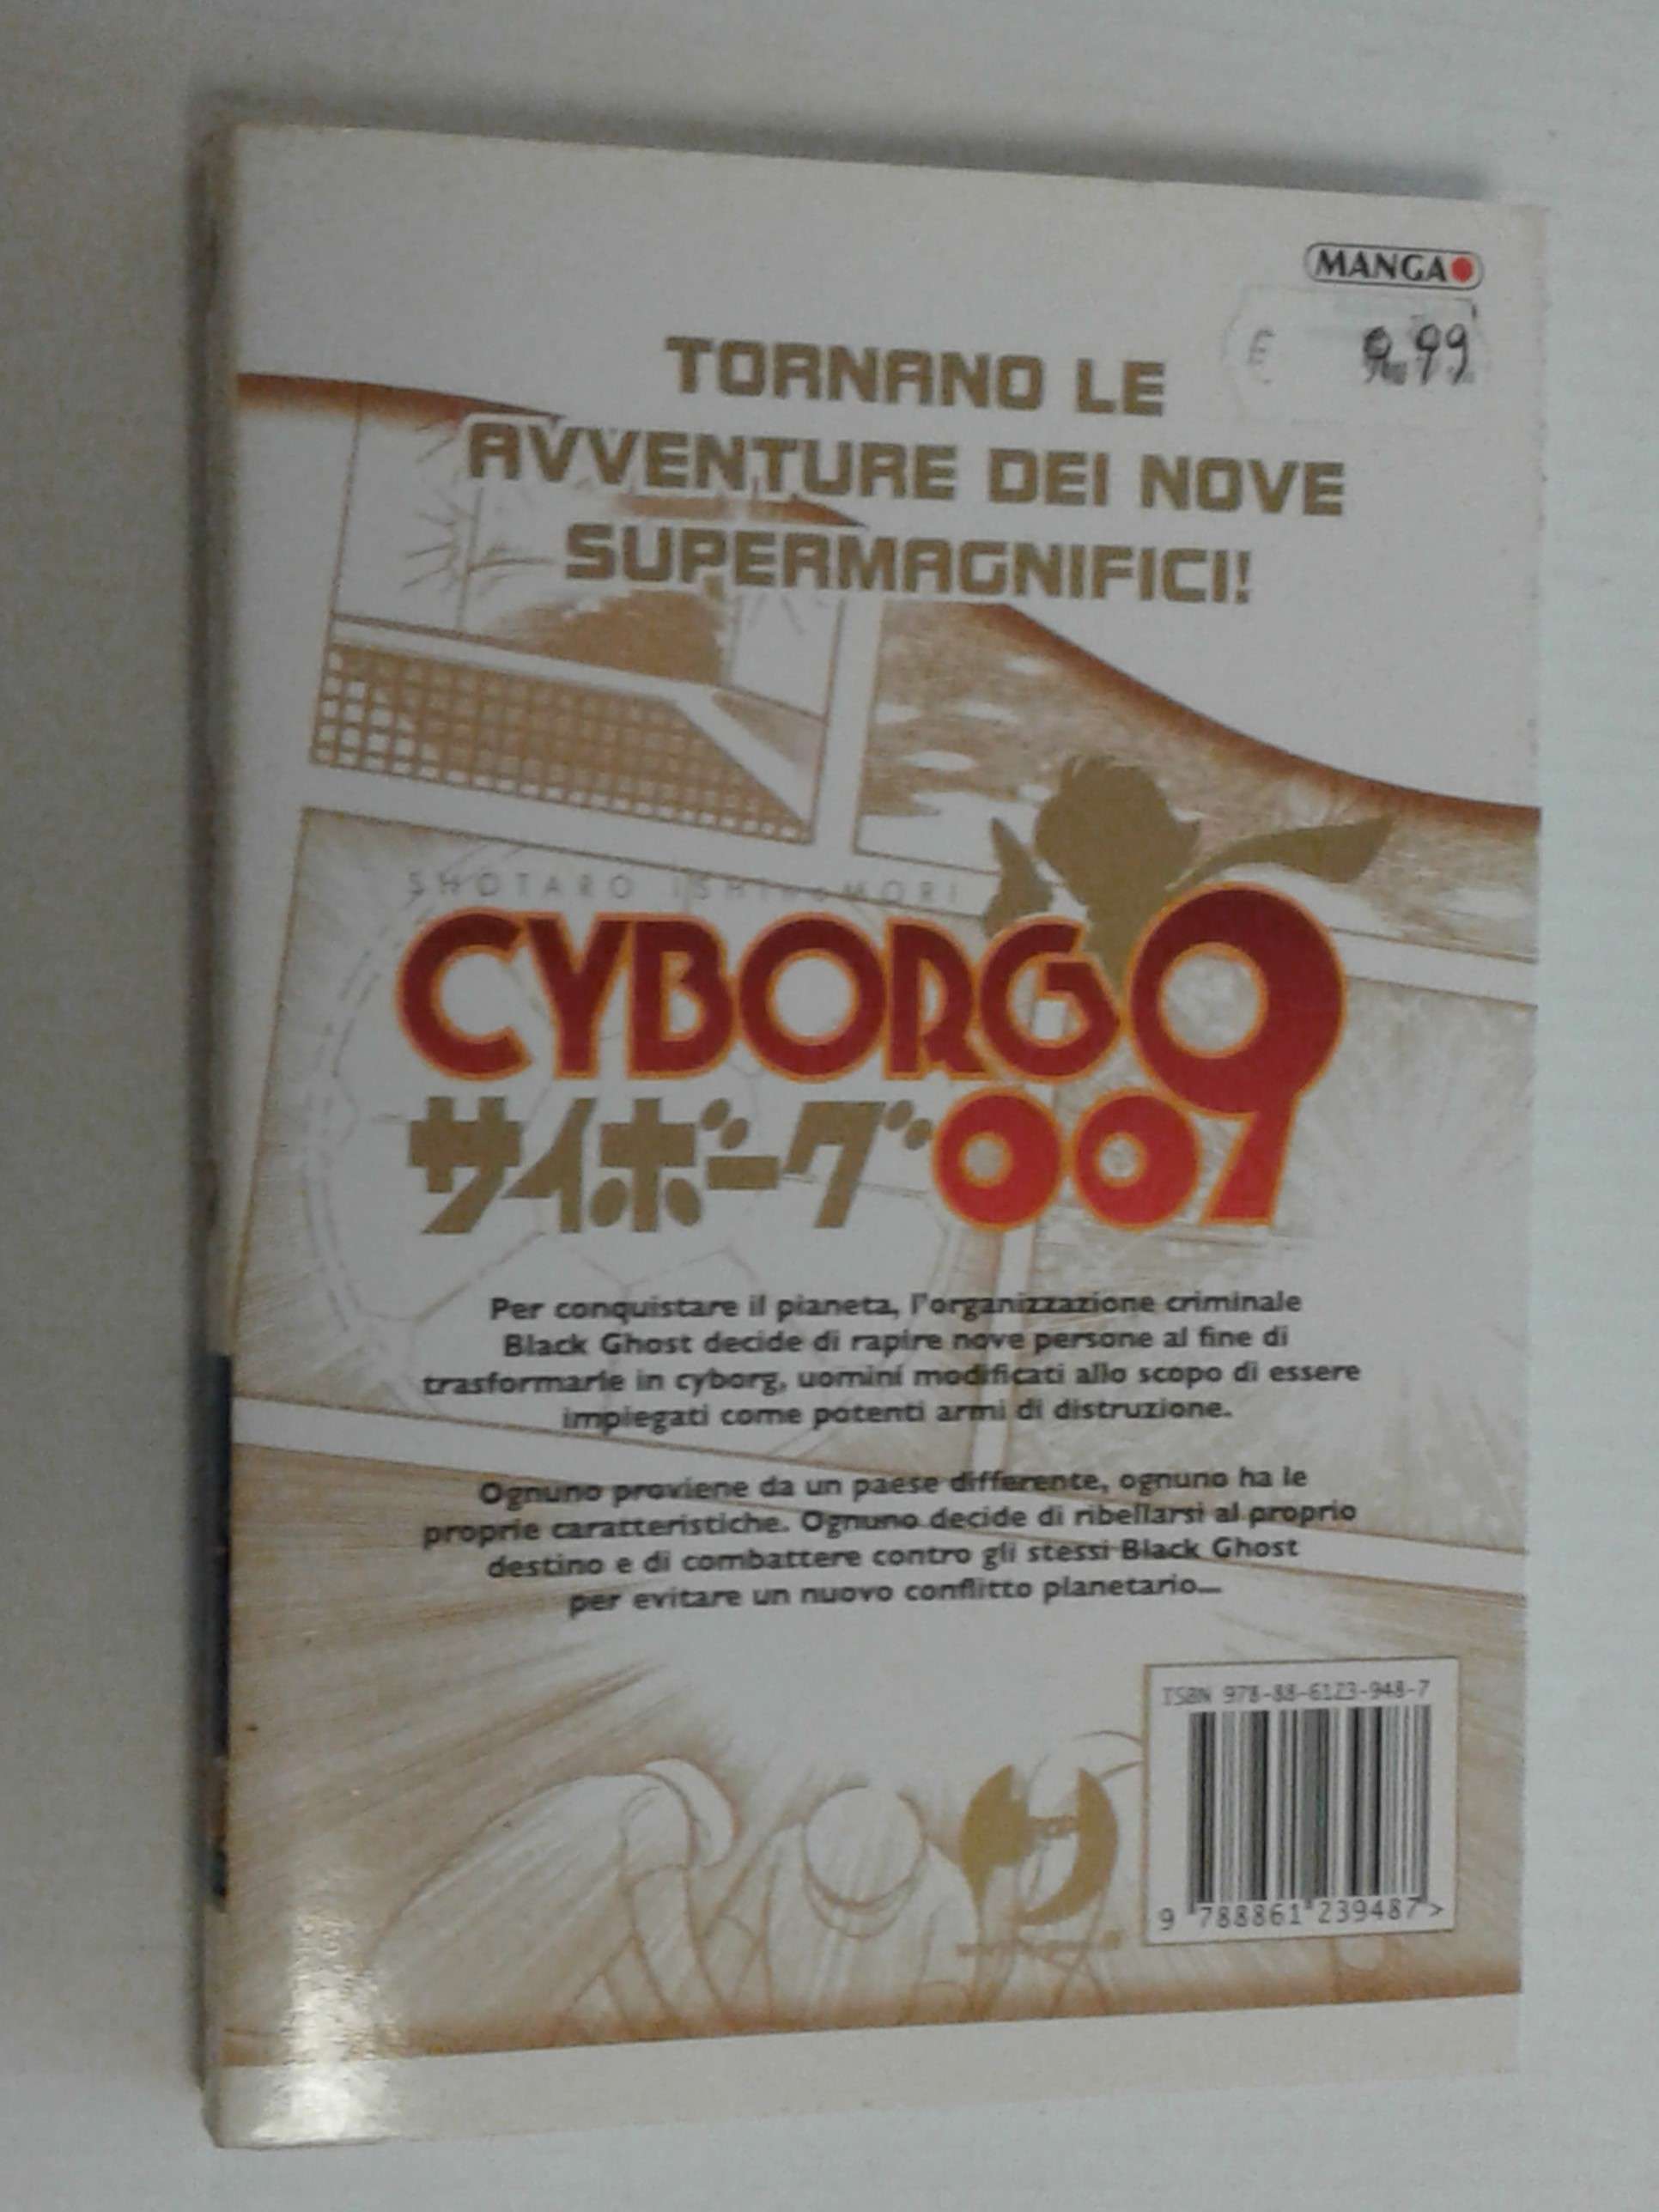 MANGA
€ 9.99
TORNANO LE
AVVENTURE DEI NOVE
SUPERMAGNIFICI!
SHOTARO ISHINOMORI
CYBORG 009
サイボーグ
Per conquistare il pianeta, l'organizzazione criminale
Black Ghost decide di rapire nove persone al fine di
trasformarle in cyborg, uomini modificati allo scopo di essere
impiegati come potenti armi di distruzione.
Ognuno proviene da un paese differente, ognuno ha le
proprie caratteristiche. Ognuno decide di ribellarsi al proprio
destino e di combattere contro gli stessi Black Ghost
per evitare un nuovo conflitto planetario...
ISBN 978-88-6123-948-7
9 788861 239487 >